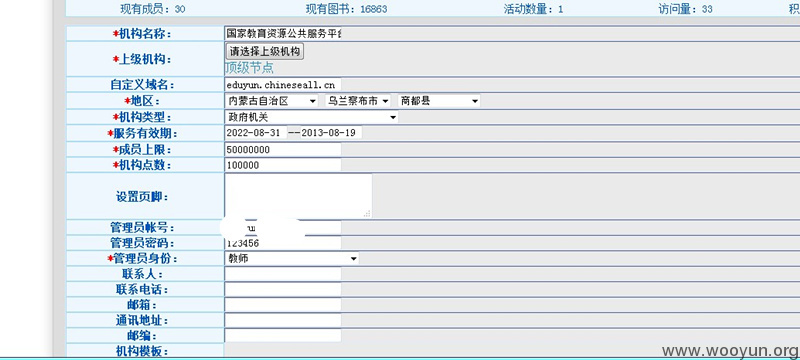 现有成员：30 现有图书：16863 活动数量：1 访问量：33 积
*机构名称： 国家教育资源公共服务平台
*上级机构： 请选择上级机构
顶级节点
自定义域名： eduyun.chineseall.cn
*地区： 内蒙古自治区 乌兰察布市 商都县
*机构类型： 政府机关
*服务有效期： 2022-08-31 --2013-08-19
*成员上限： 50000000
*机构点数： 100000
设置页脚：
管理员帐号：
管理员密码： 123456
*管理员身份： 教师
联系人：
联系电话：
邮箱：
通讯地址：
邮编：
机构模板：
www.wooyun.org